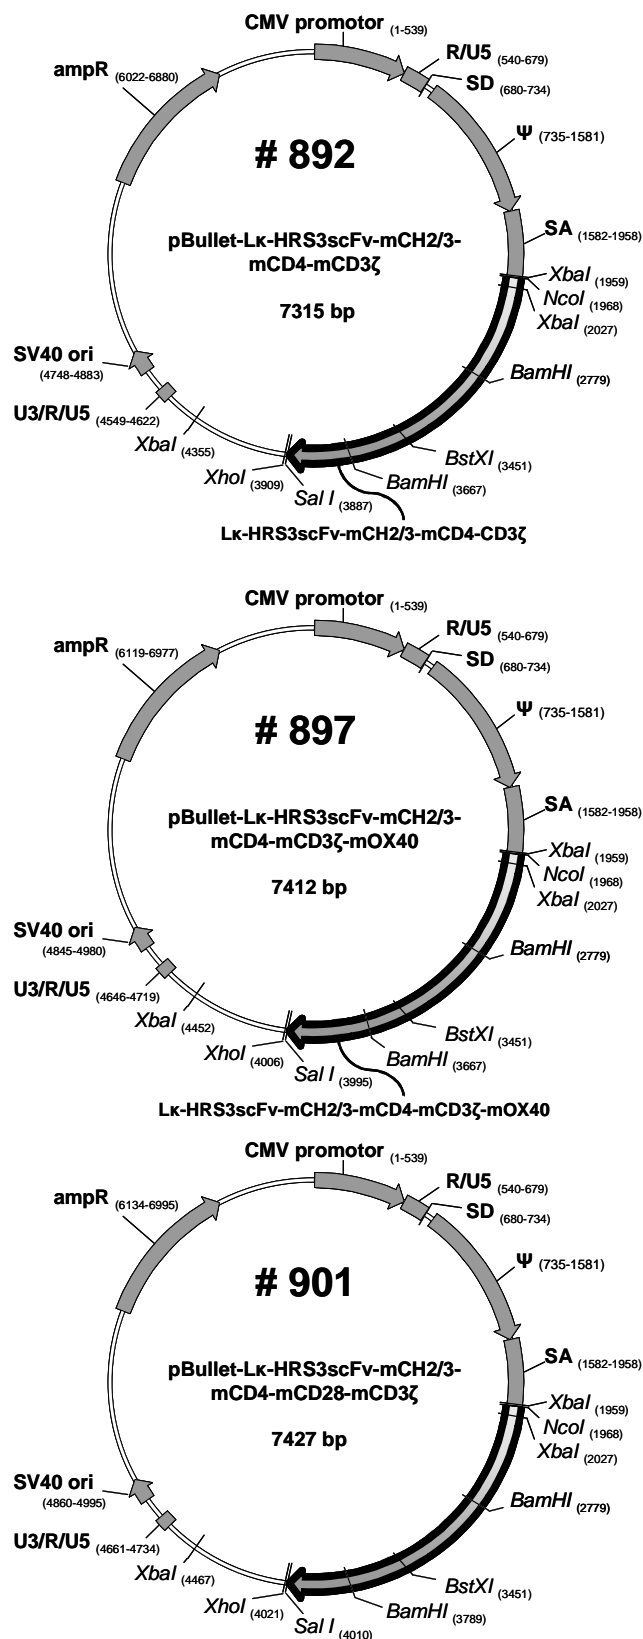 CMV promotor (1-539)
R/U5 (540-679)
SD (680-734)
ampR (6022-6880)
Ψ (735-1581)
# 892
pBullet-Lκ-HRS3scFv-mCH2/3-
mCD4-mCD3ζ
7315 bp
SA (1582-1958)
XbaI (1959)
NcoI (1968)
XbaI (2027)
SV40 ori
(4748-4883)
BamHI (2779)
U3/R/U5 (4549-4622)
XbaI (4355)
BstXI (3451)
XhoI (3909)
BamHI (3667)
Sal I (3887)
Lκ-HRS3scFv-mCH2/3-mCD4-CD3ζ
CMV promotor (1-539)
R/U5 (540-679)
SD (680-734)
ampR (6119-6977)
Ψ (735-1581)
# 897
pBullet-Lκ-HRS3scFv-mCH2/3-
mCD4-mCD3ζ-mOX40
7412 bp
SA (1582-1958)
XbaI (1959)
NcoI (1968)
XbaI (2027)
SV40 ori
(4845-4980)
BamHI (2779)
U3/R/U5 (4646-4719)
XbaI (4452)
BstXI (3451)
XhoI (4006)
BamHI (3667)
Sal I (3995)
Lκ-HRS3scFv-mCH2/3-mCD4-mCD3ζ-mOX40
CMV promotor (1-539)
R/U5 (540-679)
SD (680-734)
ampR (6134-6995)
Ψ (735-1581)
# 901
pBullet-Lκ-HRS3scFv-mCH2/3-
mCD4-mCD28-mCD3ζ
7427 bp
SA (1582-1958)
XbaI (1959)
NcoI (1968)
XbaI (2027)
SV40 ori
(4860-4995)
BamHI (2779)
U3/R/U5 (4661-4734)
XbaI (4467)
BstXI (3451)
XhoI (4021)
BamHI (3789)
Sal I (4010)